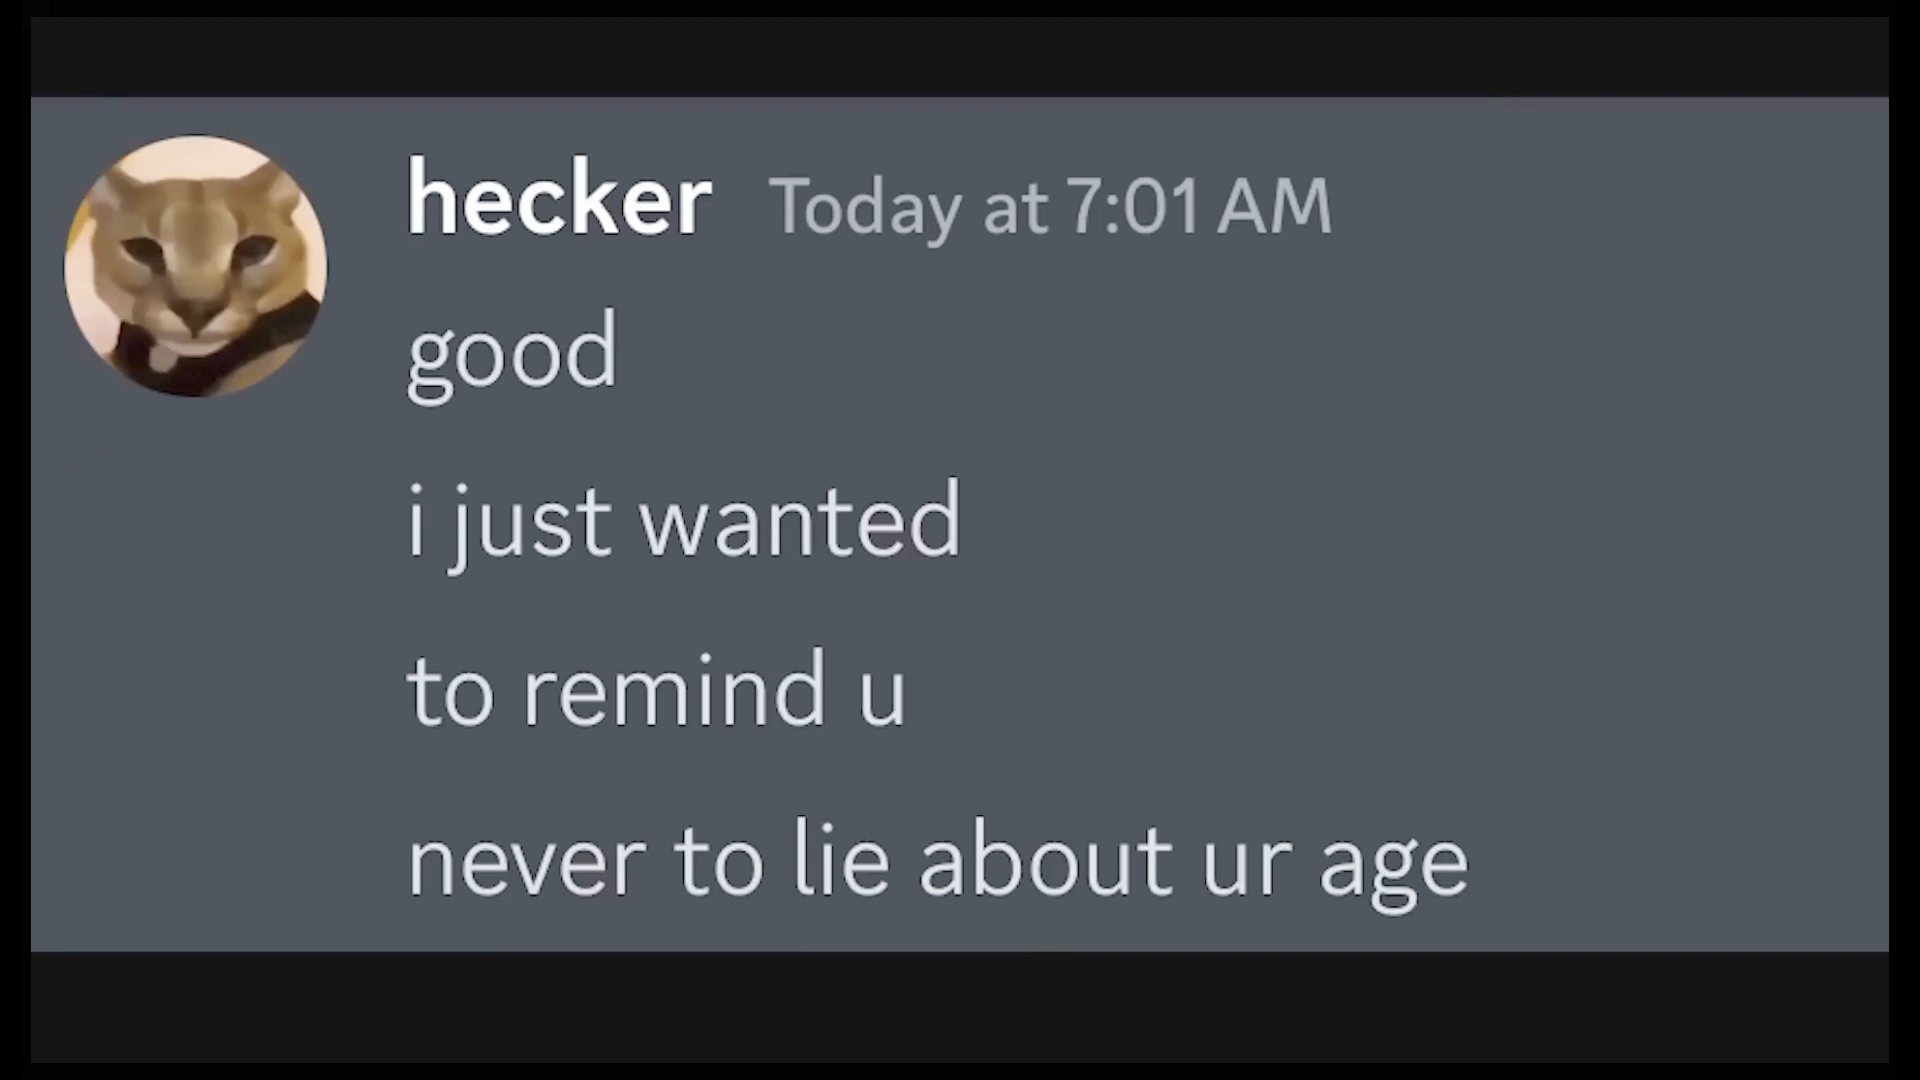 hecker Today at 7:01 AM
good
i just wanted
to remind u
never to lie about ur age